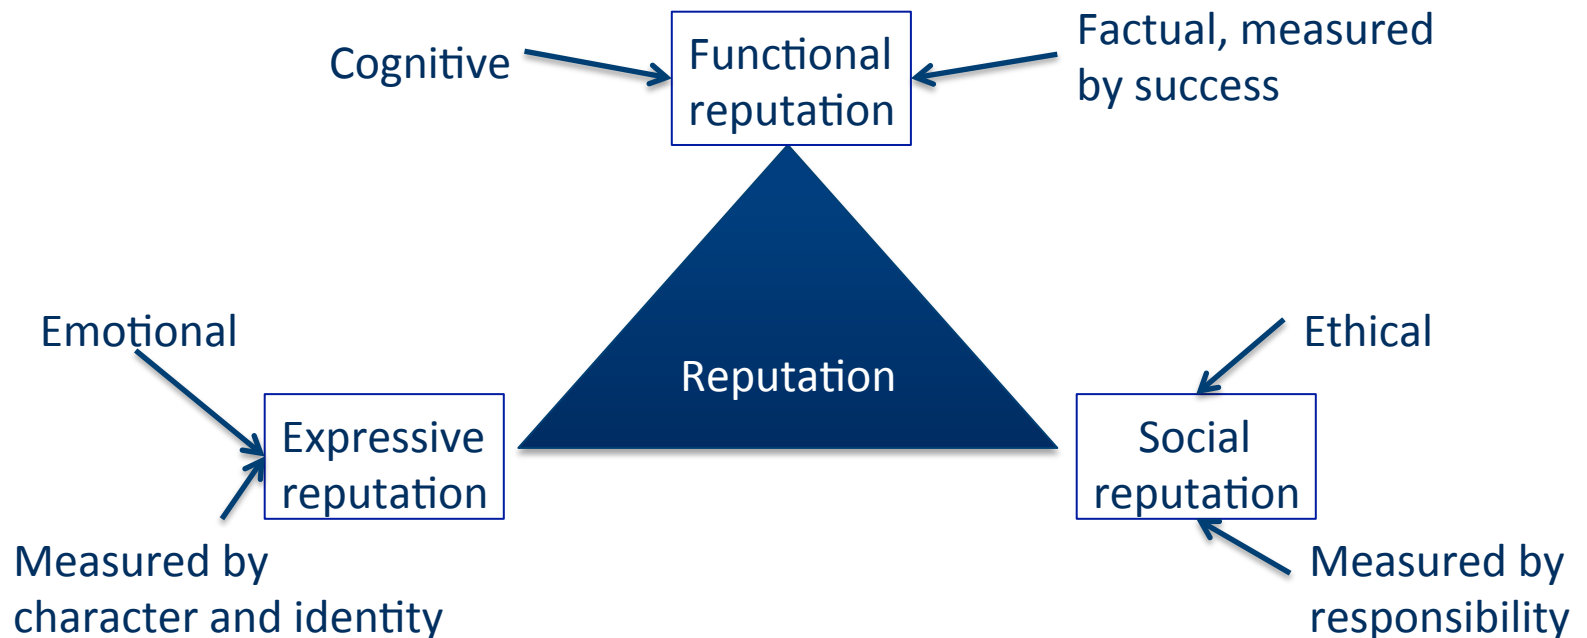 Cognitive
Functional
reputation
Factual, measured
by success
Emotional
Reputation
Ethical
Expressive
reputation
Social
reputation
Measured by
character and identity
Measured by
responsibility